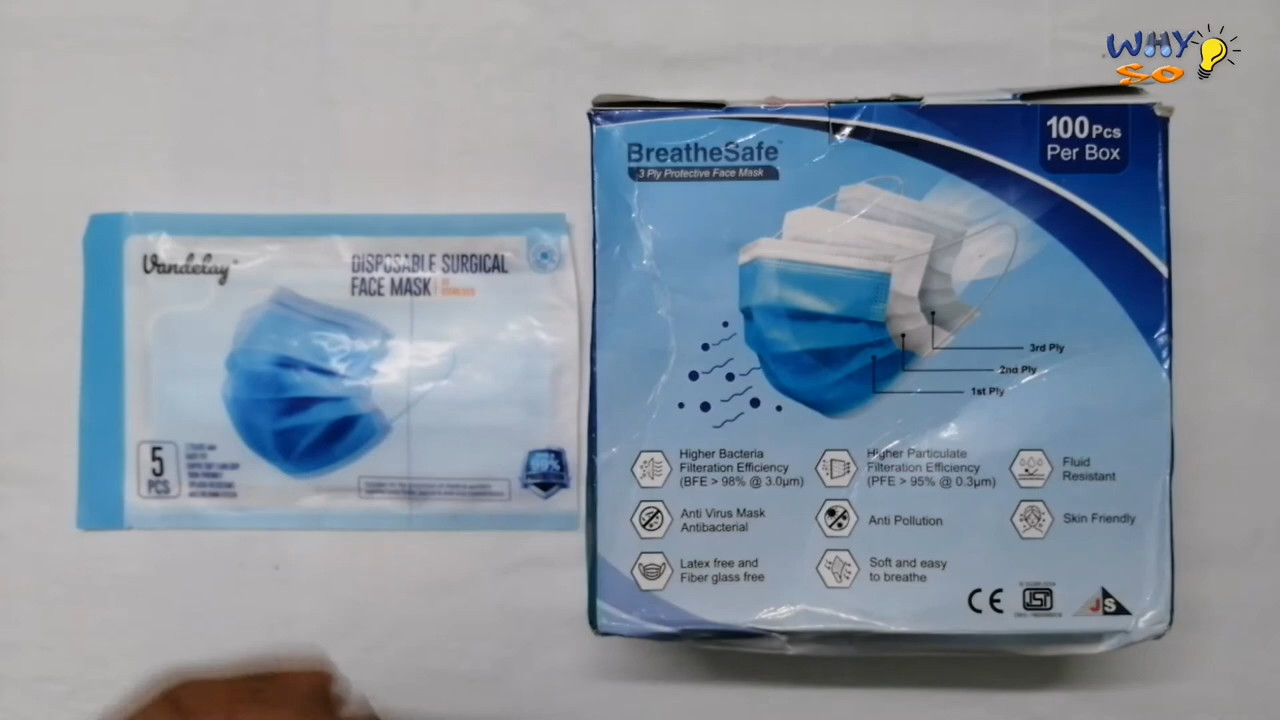 WHY
SO
Vandelay
DISPOSABLE SURGICAL
FACE MASK
5
PCS
99%
BreatheSafe™
3 Ply Protective Face Mask
100 Pcs
Per Box
3rd Ply
2nd Ply
1st Ply
Higher Bacteria
Filteration Efficiency
(BFE > 98% @ 3.0µm)
Higher Particulate
Filteration Efficiency
(PFE > 95% @ 0.3µm)
Fluid
Resistant
Anti Virus Mask
Antibacterial
Anti Pollution
Skin Friendly
Latex free and
Fiber glass free
Soft and easy
to breathe
CE
JS